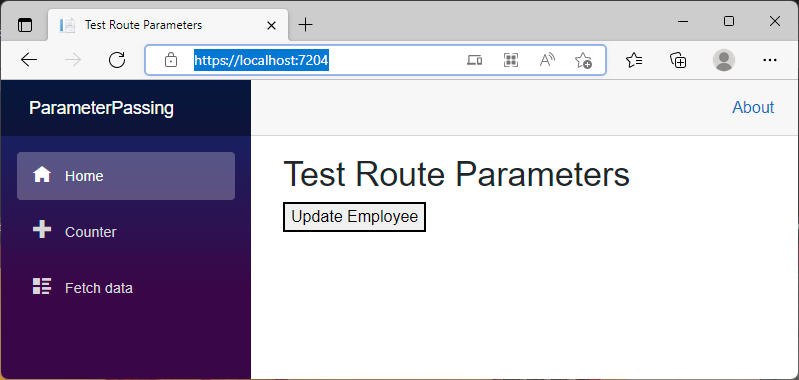 Test Route Parameters
https://localhost:7204
ParameterPassing
About
Home
Counter
Fetch data
Test Route Parameters
Update Employee